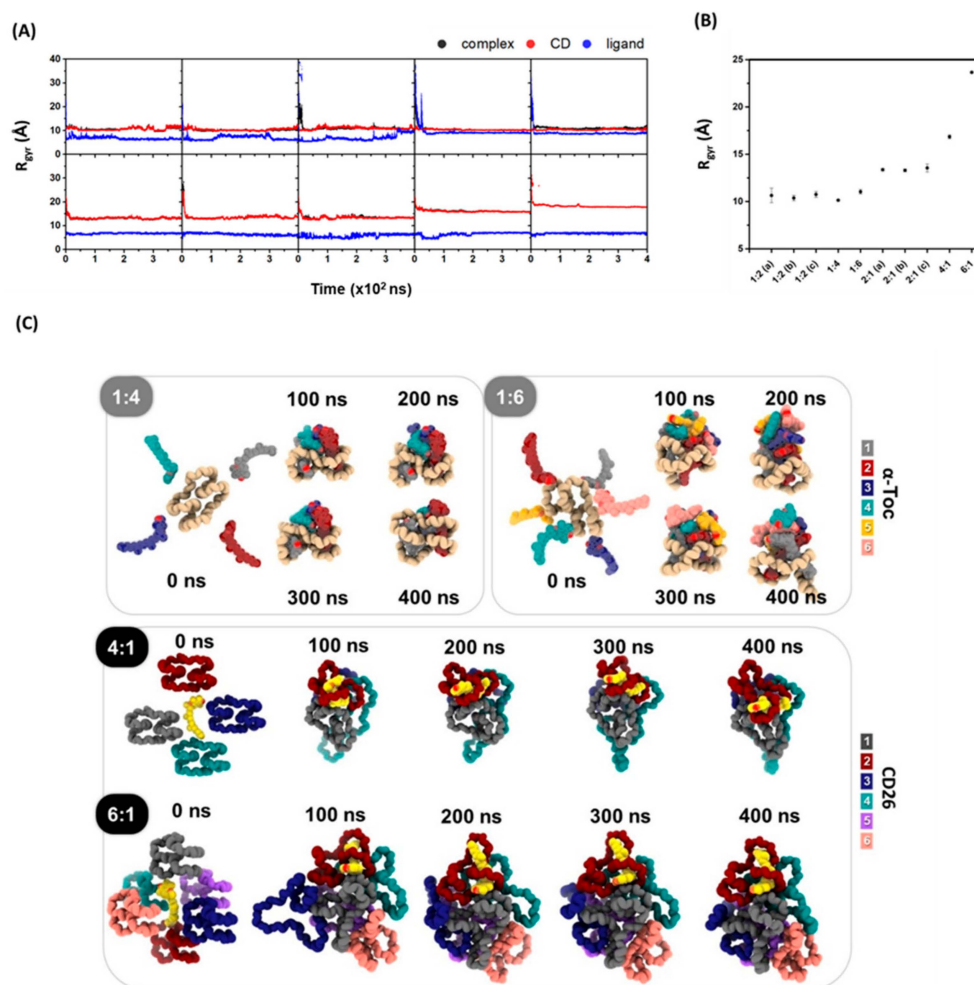 (A)
complex CD ligand
40
30
20
10
0
30
20
10
0
Rgyr (Å)
0 1 2 3 0 1 2 3 0 1 2 3 0 1 2 3 0 1 2 3 4
Time (x10² ns)
(B)
25
20
15
10
5
Rgyr (Å)
1:2 (a) 1:2 (b) 1:2 (c) 1:4 1:6 2:1 (a) 2:1 (b) 2:1 (c) 4:1 6:1
(C)
1:4
100 ns 200 ns
0 ns
300 ns 400 ns
1:6
100 ns 200 ns
0 ns
300 ns 400 ns
1
2
3
4
5
6
α-Toc
4:1
0 ns 100 ns 200 ns 300 ns 400 ns
6:1
0 ns 100 ns 200 ns 300 ns 400 ns
1
2
3
4
5
6
CD26